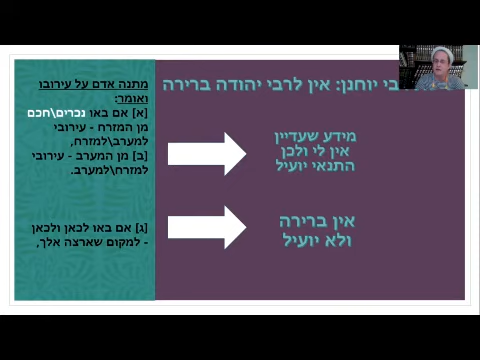 בי יוחנן: אין לרבי יהודה ברירה
מתנה אדם על עירובו
ואומר:
[א] אם באו נכרים\חכם
מן המזרח - עירובי
למערב\למזרח,
[ב] מן המערב - עירובי
למזרח\למערב.
[ג] אם באו לכאן ולכאן
- למקום שארצה אלך,
מידע שעדיין
אין לי ולכן
התנאי יועיל
אין ברירה
ולא יועיל